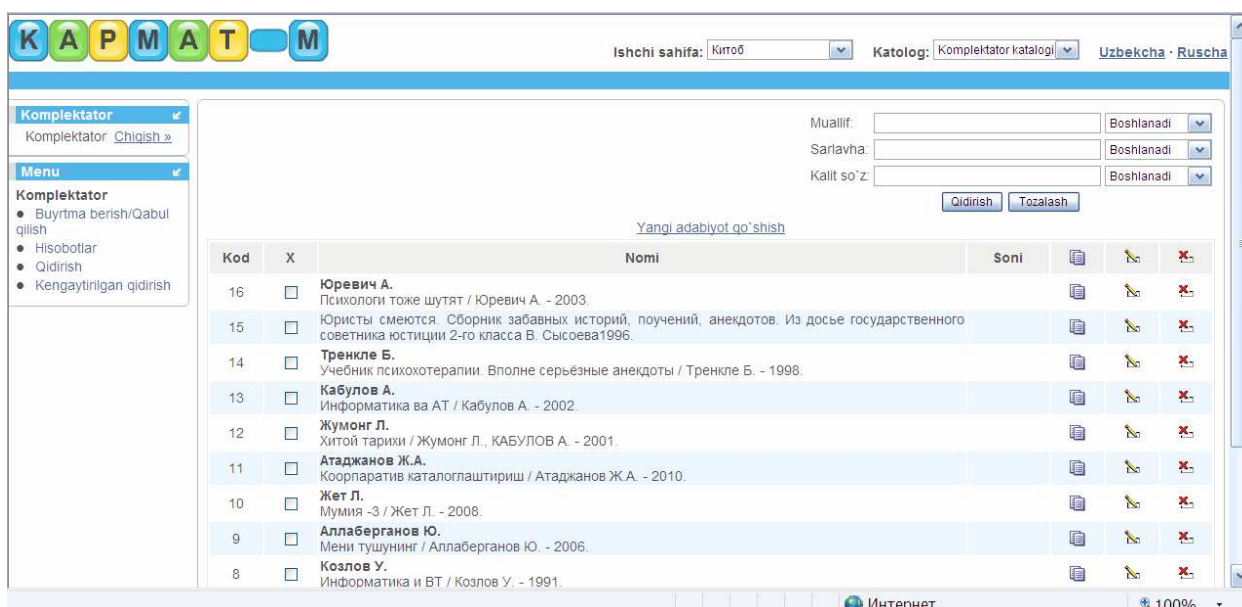 КАРМАТ-М
Ishchi sahifa: Китоб Katolog: Komplektator katalogi Uzbekcha · Ruscha
Komplektator
Komplektator Chiqish »
Menu
Komplektator
Buyrtma berish/Qabul
qilish
Hisobotlar
Qidirish
Kengaytirilgan qidirish
Muallif: Boshlanadi
Sarlavha: Boshlanadi
Kalit so`z: Boshlanadi
Qidirish Tozalash
Yangi adabiyot qo`shish
Kod X Nomi Soni
16 Юревич А.
Психологи тоже шутят / Юревич А. - 2003.
15 Юристы смеются. Сборник забавных историй, поучений, анекдотов. Из досье государственного
советника юстиции 2-го класса В. Сысоева1996.
14 Тренкле Б.
Учебник психохотерапии. Вполне серьёзные анекдоты / Тренкле Б. - 1998.
13 Кабулов А.
Информатика ва АТ / Кабулов А. - 2002.
12 Жумонг Л.
Хитой тарихи / Жумонг Л., КАБУЛОВ А. - 2001.
11 Атаджанов Ж.А.
Коорпаратив каталоглаштириш / Атаджанов Ж.А. - 2010.
10 Жет Л.
Мумия -3 / Жет Л. - 2008.
9 Аллаберганов Ю.
Мени тушунинг / Аллаберганов Ю. - 2006.
8 Козлов У.
Информатика и ВТ / Козлов У. - 1991.
Интернет 100%